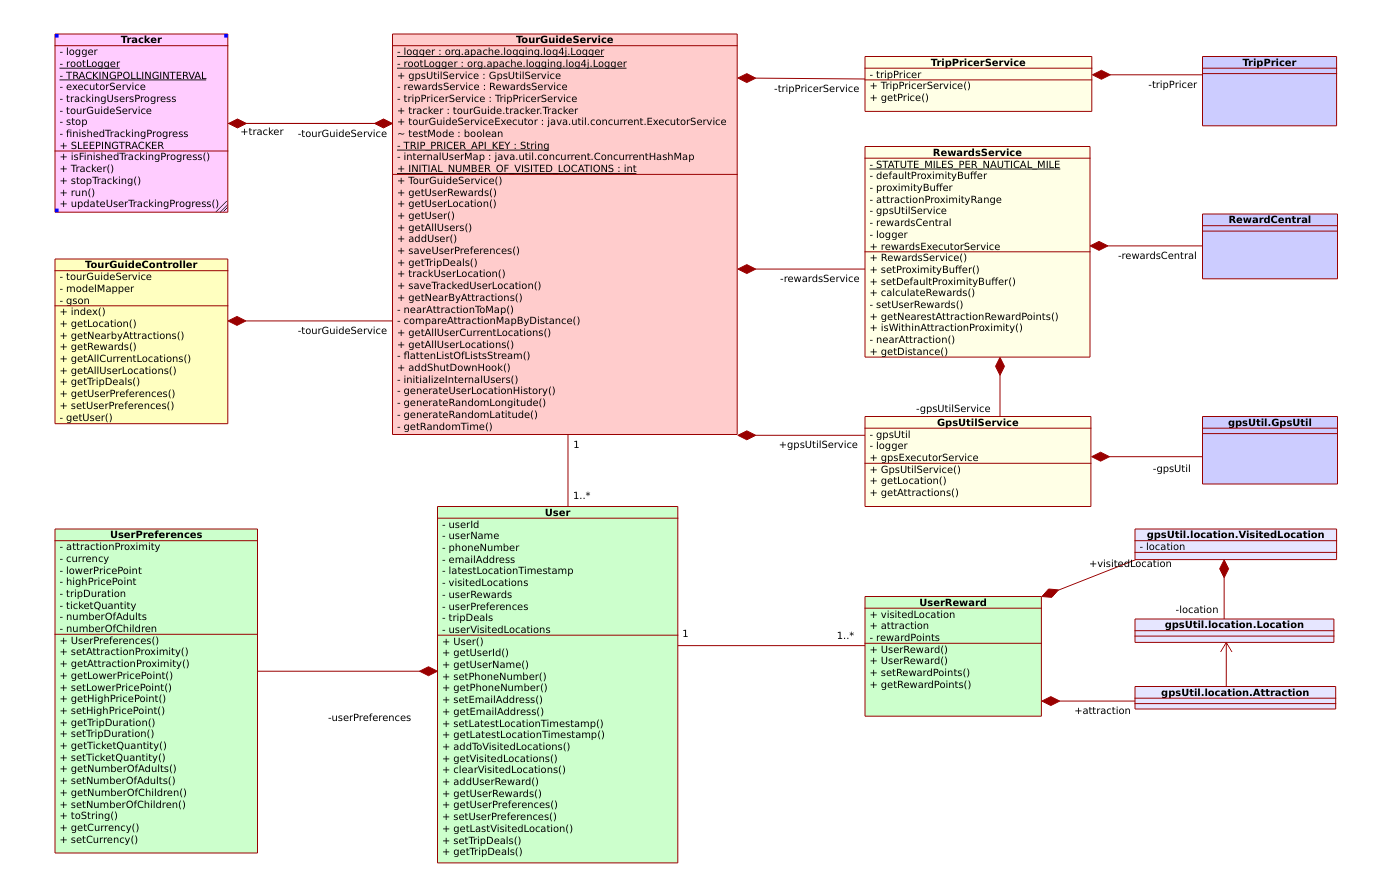 Tracker
- logger
- rootLogger
- TRACKINGPOLLINGINTERVAL
- executorService
- trackingUsersProgress
- tourGuideService
- stop
- finishedTrackingProgress
+ SLEEPINGTRACKER
+ isFinishedTrackingProgress()
+ Tracker()
+ stopTracking()
+ run()
+ updateUserTrackingProgress()
+tracker
-tourGuideService
TourGuideService
- logger : org.apache.logging.log4j.Logger
- rootLogger : org.apache.logging.log4j.Logger
+ gpsUtilService : GpsUtilService
- rewardsService : RewardsService
- tripPricerService : TripPricerService
+ tracker : tourGuide.tracker.Tracker
+ tourGuideServiceExecutor : java.util.concurrent.ExecutorService
~ testMode : boolean
- TRIP_PRICER_API_KEY : String
- internalUserMap : java.util.concurrent.ConcurrentHashMap
+ INITIAL_NUMBER_OF_VISITED_LOCATIONS : int
+ TourGuideService()
+ getUserRewards()
+ getUserLocation()
+ getUser()
+ getAllUsers()
+ addUser()
+ saveUserPreferences()
+ getTripDeals()
+ trackUserLocation()
+ saveTrackedUserLocation()
+ getNearByAttractions()
- nearAttractionToMap()
- compareAttractionMapByDistance()
+ getAllUserCurrentLocations()
+ getAllUserLocations()
- flattenListOfListsStream()
+ addShutDownHook()
- initializeInternalUsers()
- generateUserLocationHistory()
- generateRandomLongitude()
- generateRandomLatitude()
- getRandomTime()
-tripPricerService
TripPricerService
- tripPricer
+ TripPricerService()
+ getPrice()
-tripPricer
TripPricer
RewardsService
- STATUTE_MILES_PER_NAUTICAL_MILE
- defaultProximityBuffer
- proximityBuffer
- attractionProximityRange
- gpsUtilService
- rewardsCentral
- logger
+ rewardsExecutorService
+ RewardsService()
+ setProximityBuffer()
+ setDefaultProximityBuffer()
+ calculateRewards()
- setUserRewards()
+ getNearestAttractionRewardPoints()
+ isWithinAttractionProximity()
- nearAttraction()
+ getDistance()
-rewardsService
-rewardsCentral
RewardCentral
TourGuideController
- tourGuideService
- modelMapper
- gson
+ index()
+ getLocation()
+ getNearbyAttractions()
+ getRewards()
+ getAllCurrentLocations()
+ getAllUserLocations()
+ getTripDeals()
+ getUserPreferences()
+ setUserPreferences()
- getUser()
-tourGuideService
-gpsUtilService
+gpsUtilService
GpsUtilService
- gpsUtil
- logger
+ gpsExecutorService
+ GpsUtilService()
+ getLocation()
+ getAttractions()
-gpsUtil
gpsUtil.GpsUtil
1
1..*
UserPreferences
- attractionProximity
- currency
- lowerPricePoint
- highPricePoint
- tripDuration
- ticketQuantity
- numberOfAdults
- numberOfChildren
+ UserPreferences()
+ setAttractionProximity()
+ getAttractionProximity()
+ getLowerPricePoint()
+ setLowerPricePoint()
+ getHighPricePoint()
+ setHighPricePoint()
+ getTripDuration()
+ setTripDuration()
+ getTicketQuantity()
+ setTicketQuantity()
+ getNumberOfAdults()
+ setNumberOfAdults()
+ getNumberOfChildren()
+ setNumberOfChildren()
+ toString()
+ getCurrency()
+ setCurrency()
-userPreferences
User
- userId
- userName
- phoneNumber
- emailAddress
- latestLocationTimestamp
- visitedLocations
- userRewards
- userPreferences
- tripDeals
- userVisitedLocations
+ User()
+ getUserId()
+ getUserName()
+ setPhoneNumber()
+ getPhoneNumber()
+ setEmailAddress()
+ getEmailAddress()
+ setLatestLocationTimestamp()
+ getLatestLocationTimestamp()
+ addToVisitedLocations()
+ getVisitedLocations()
+ clearVisitedLocations()
+ addUserReward()
+ getUserRewards()
+ getUserPreferences()
+ setUserPreferences()
+ getLastVisitedLocation()
+ setTripDeals()
+ getTripDeals()
1
1..*
UserReward
+ visitedLocation
+ attraction
- rewardPoints
+ UserReward()
+ UserReward()
+ setRewardPoints()
+ getRewardPoints()
gpsUtil.location.VisitedLocation
- location
+visitedLocation
-location
gpsUtil.location.Location
gpsUtil.location.Attraction
+attraction